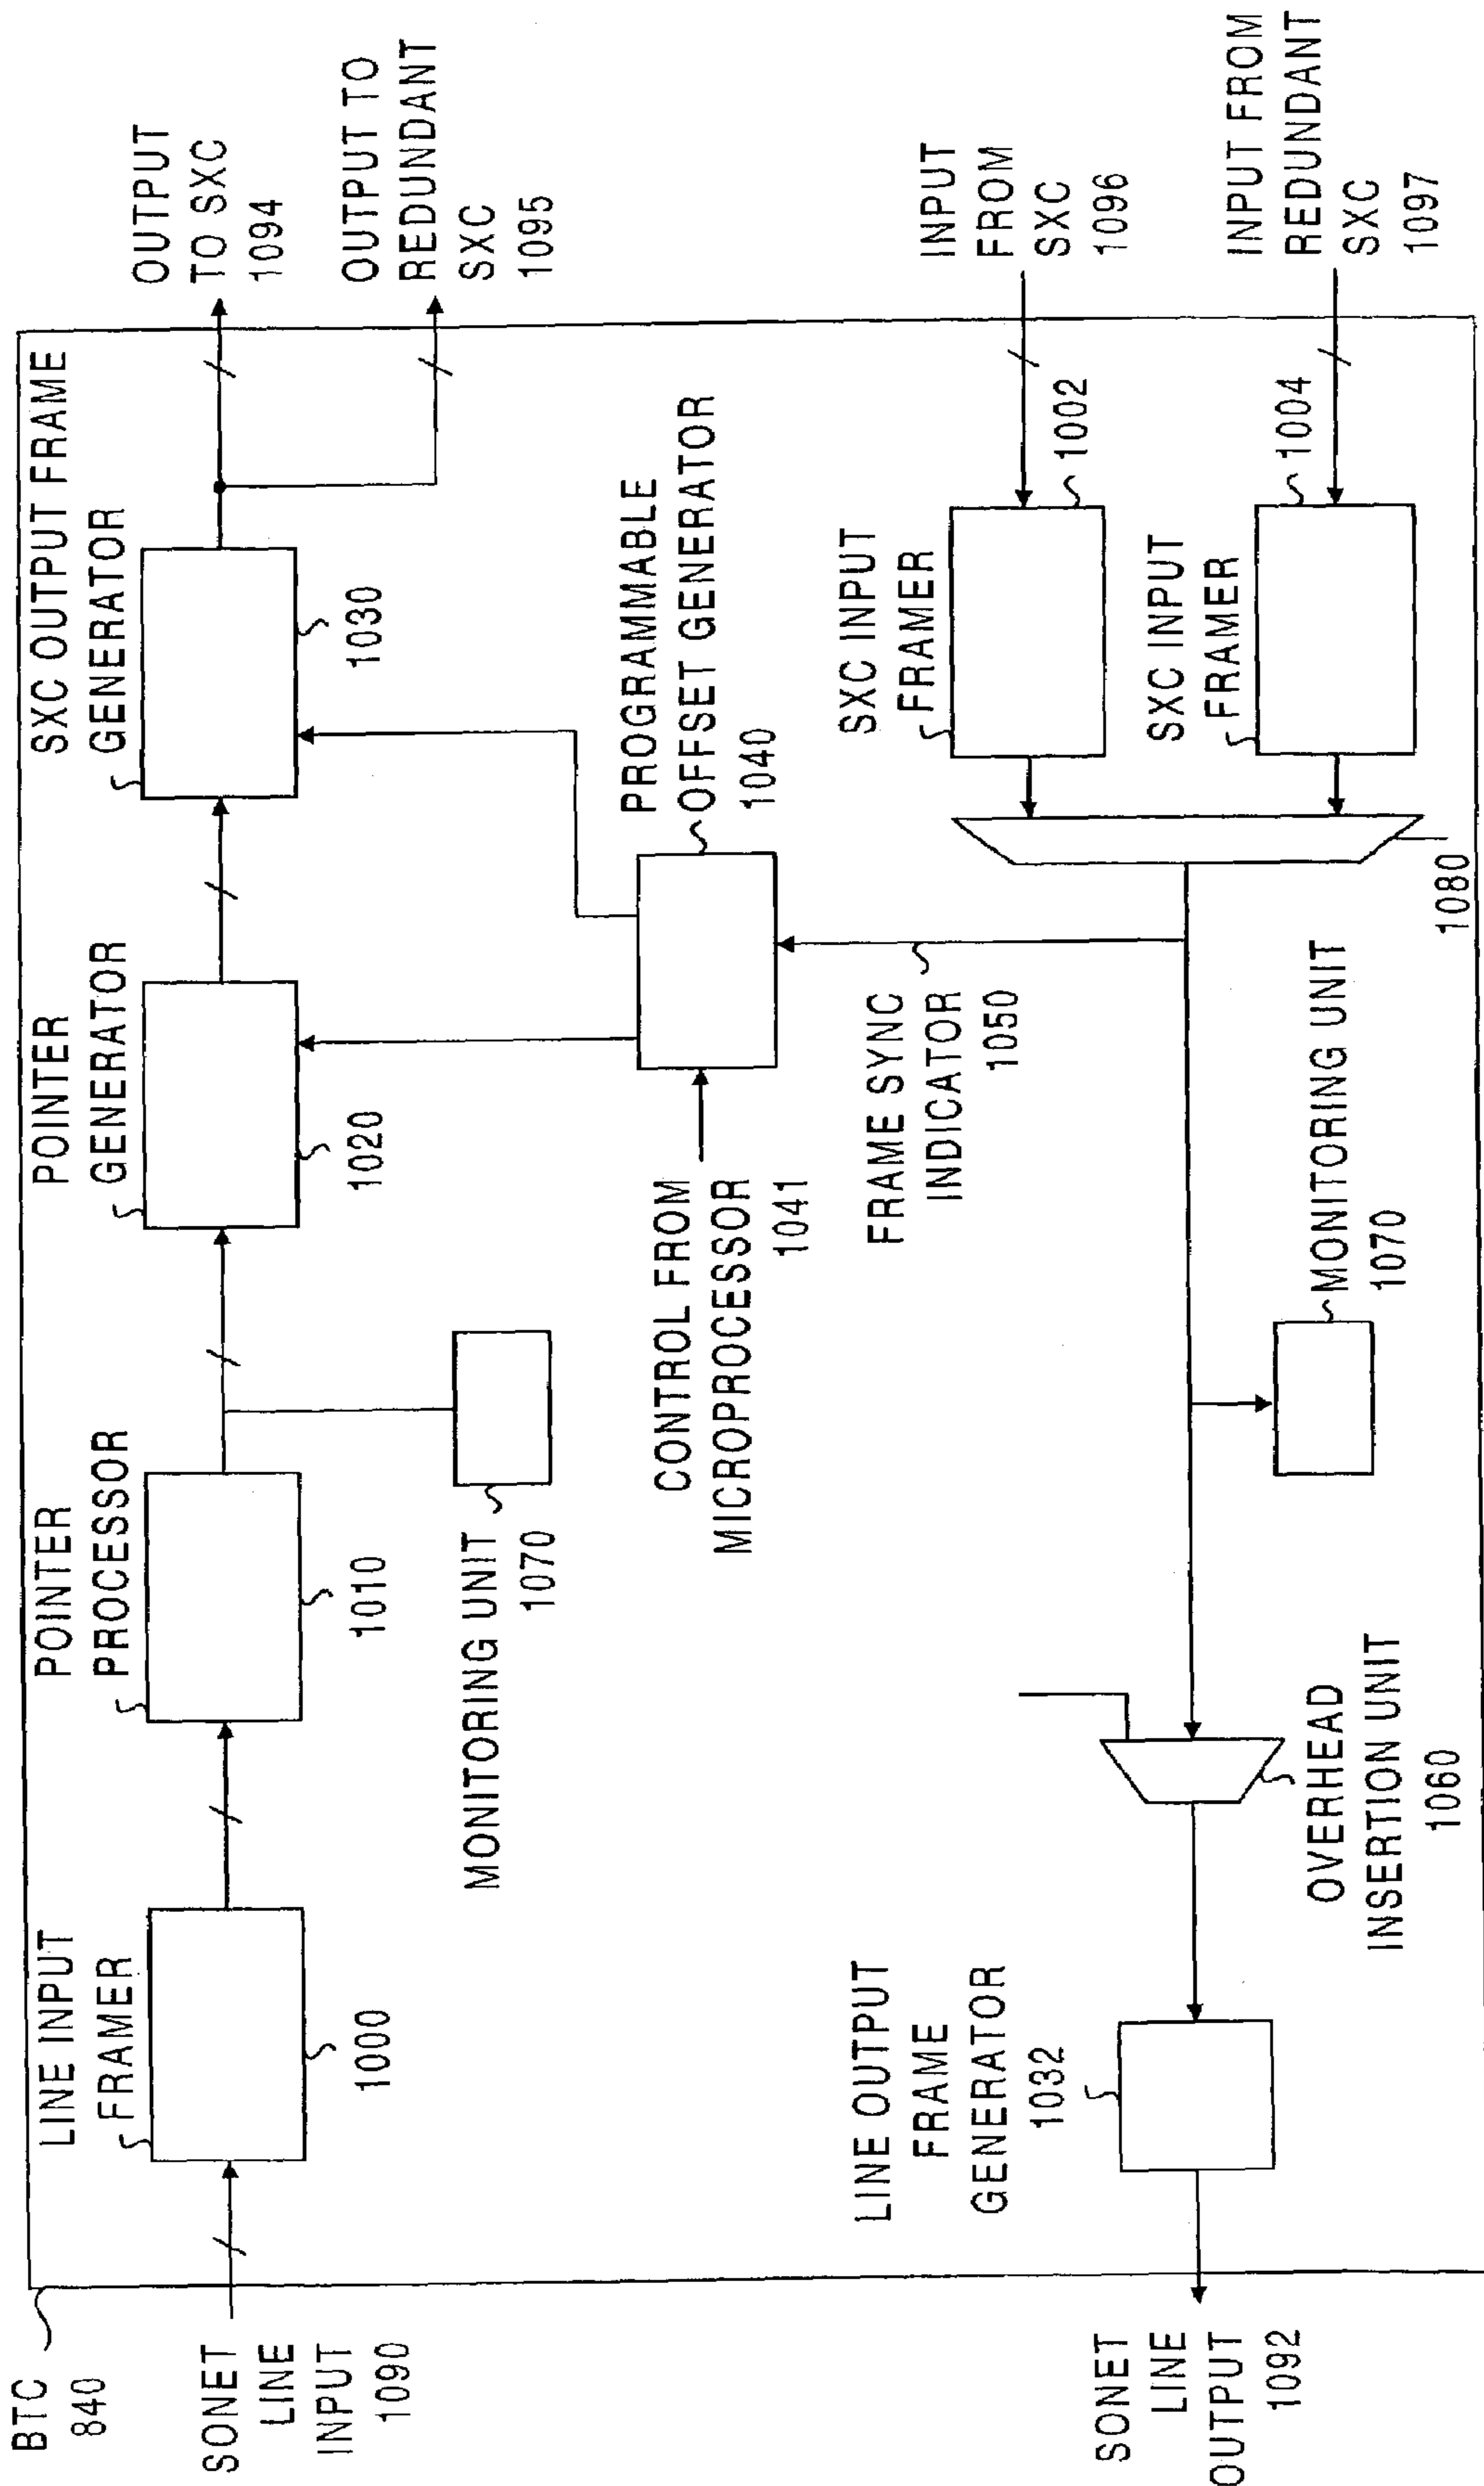 BTC
840
SONET
LINE
INPUT
1090
LINE INPUT
FRAMER
1000
POINTER
PROCESSOR
1010
MONITORING UNIT
1070
POINTER
GENERATOR
1020
SXC OUTPUT FRAME
GENERATOR
1030
OUTPUT
TO SXC
1094
OUTPUT TO
REDUNDANT
SXC
1095
CONTROL FROM
MICROPROCESSOR
1041
PROGRAMMABLE
OFFSET GENERATOR
1040
FRAME SYNC
INDICATOR
1050
SXC INPUT
FRAMER
1002
INPUT
FROM
SXC
1096
SXC INPUT
FRAMER
1004
INPUT FROM
REDUNDANT
SXC
1097
1080
MONITORING UNIT
1070
OVERHEAD
INSERTION UNIT
1060
LINE OUTPUT
FRAME
GENERATOR
1032
SONET
LINE
OUTPUT
1092